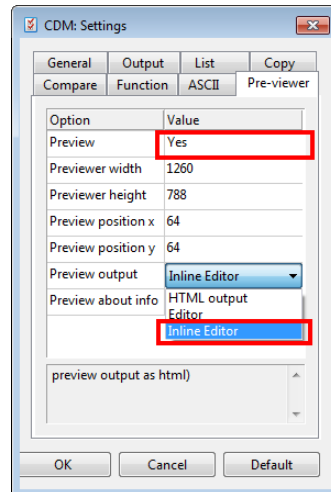 CDM: Settings
General Output List Copy
Compare Function ASCII Pre-viewer
Option Value
Preview Yes
Previewer width 1260
Previewer height 788
Preview position x 64
Preview position y 64
Preview output Inline Editor
Preview about info HTML output
Editor
Inline Editor
preview output as html)
OK Cancel Default